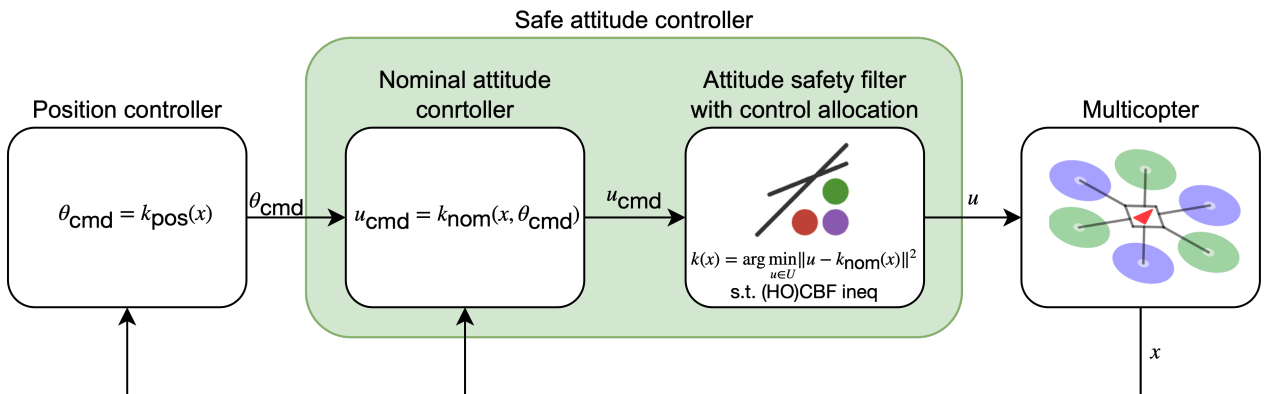 Safe attitude controller
Position controller
Nominal attitude
conrtoller
Attitude safety filter
with control allocation
Multicopter
θcmd = kpos(x)
θcmd
ucmd = knom(x, θcmd)
ucmd
k(x) = arg min‖u − knom(x)‖²
u∈U
s.t. (HO)CBF ineq
u
x